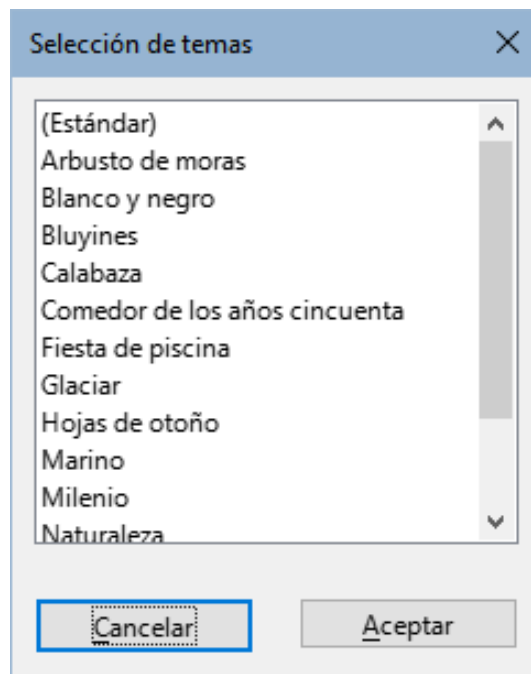 Selección de temas
(Estándar)
Arbusto de moras
Blanco y negro
Bluyines
Calabaza
Comedor de los años cincuenta
Fiesta de piscina
Glaciar
Hojas de otoño
Marino
Milenio
Naturaleza
Cancelar
Aceptar